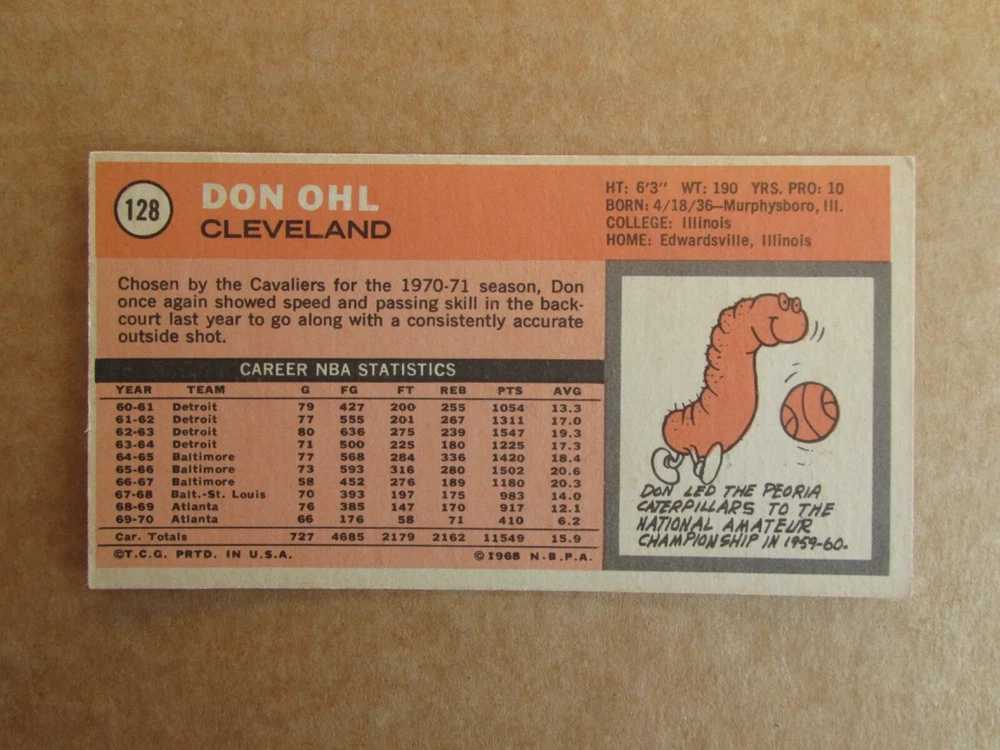 128
DON OHL
CLEVELAND
HT: 6'3" WT: 190 YRS. PRO: 10
BORN: 4/18/36—Murphysboro, Ill.
COLLEGE: Illinois
HOME: Edwardsville, Illinois
Chosen by the Cavaliers for the 1970-71 season, Don
once again showed speed and passing skill in the back-
court last year to go along with a consistently accurate
outside shot.
CAREER NBA STATISTICS
YEAR TEAM G FG FT REB PTS AVG
60-61 Detroit 79 427 200 255 1054 13.3
61-62 Detroit 77 555 201 267 1311 17.0
62-63 Detroit 80 636 275 239 1547 19.3
63-64 Detroit 71 500 225 180 1225 17.3
64-65 Baltimore 77 568 284 336 1420 18.4
65-66 Baltimore 73 593 316 280 1502 20.6
66-67 Baltimore 58 452 276 189 1180 20.3
67-68 Balt.-St. Louis 70 393 197 175 983 14.0
68-69 Atlanta 76 385 147 170 917 12.1
69-70 Atlanta 66 176 58 71 410 6.2
Car. Totals 727 4685 2179 2162 11549 15.9
©T.C.G. PRTD. IN U.S.A. ©1968 N.B.P.A.
DON LED THE PEORIA
CATERPILLARS TO THE
NATIONAL AMATEUR
CHAMPIONSHIP IN 1959-60.